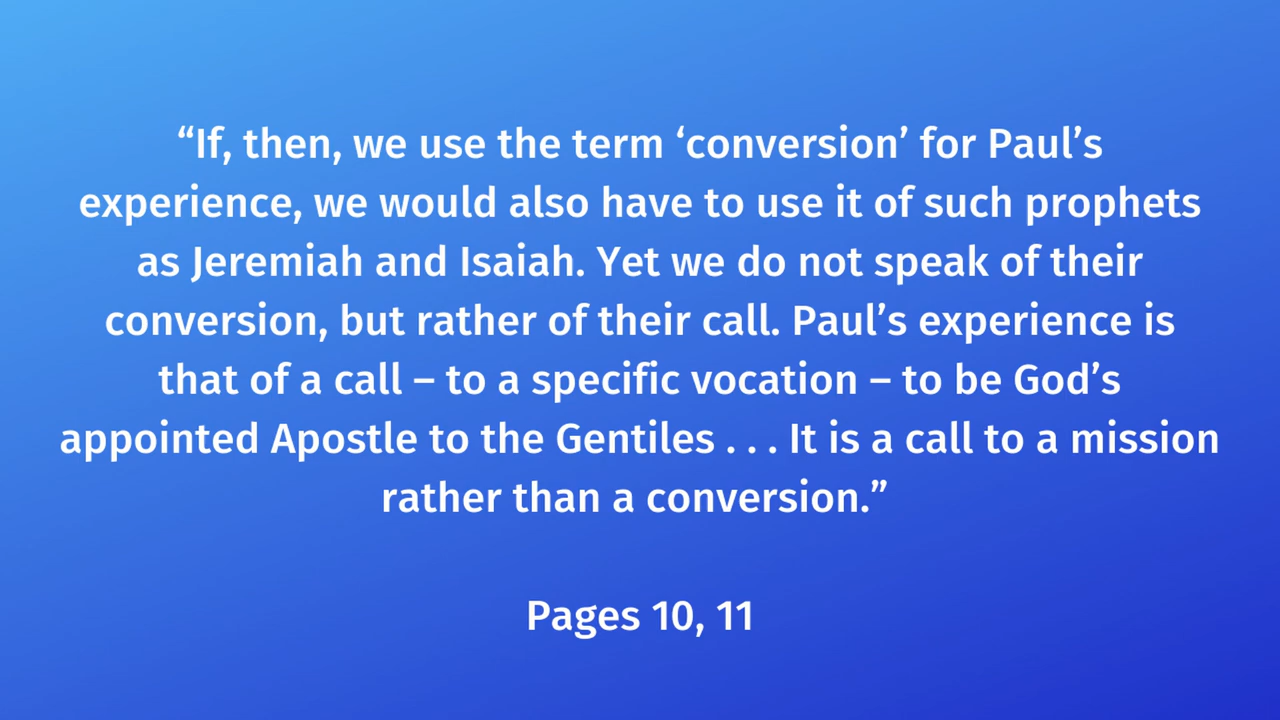 “If, then, we use the term ‘conversion’ for Paul’s
experience, we would also have to use it of such prophets
as Jeremiah and Isaiah. Yet we do not speak of their
conversion, but rather of their call. Paul’s experience is
that of a call – to a specific vocation – to be God’s
appointed Apostle to the Gentiles . . . It is a call to a mission
rather than a conversion.”
Pages 10, 11